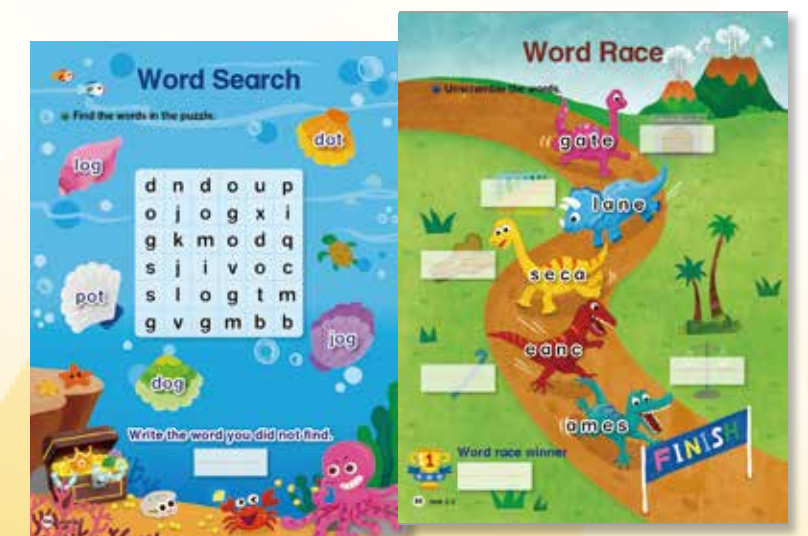 Word Search
Find the words in the puzzle.
dot
log
d n d o u p
o j o g x i
g k m o d q
s j i v o c
s l o g t m
g v g m b b
pot
jog
dog
Write the word you did not find.
Word Race
Unscramble the words.
gate
lane
seca
eanc
ames
FINISH
1
Word race winner